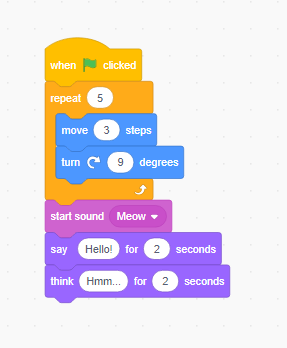 when clicked
repeat 5
move 3 steps
turn 9 degrees
start sound Meow
say Hello! for 2 seconds
think Hmm... for 2 seconds